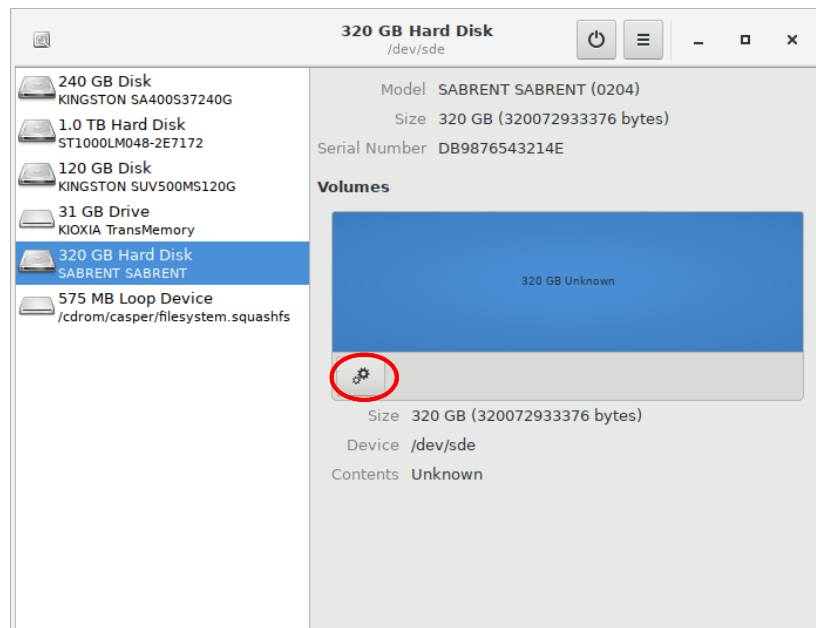 320 GB Hard Disk
/dev/sde
240 GB Disk
KINGSTON SA400S37240G
1.0 TB Hard Disk
ST1000LM048-2E7172
120 GB Disk
KINGSTON SUV500MS120G
31 GB Drive
KIOXIA TransMemory
320 GB Hard Disk
SABRENT SABRENT
575 MB Loop Device
/cdrom/casper/filesystem.squashfs
Model SABRENT SABRENT (0204)
Size 320 GB (320072933376 bytes)
Serial Number DB9876543214E
Volumes
320 GB Unknown
Size 320 GB (320072933376 bytes)
Device /dev/sde
Contents Unknown